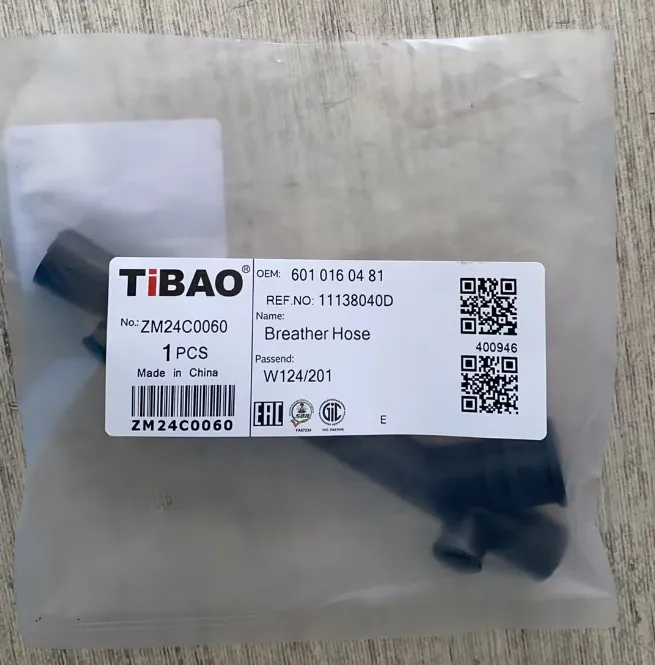 TiBAO®
No.: ZM24C0060
1 PCS
Made in China
ZM24C0060
OEM: 601 016 04 81
REF.NO: 11138040D
Name:
Breather Hose
Passend:
W124/201
EAC
GIC
E
400946